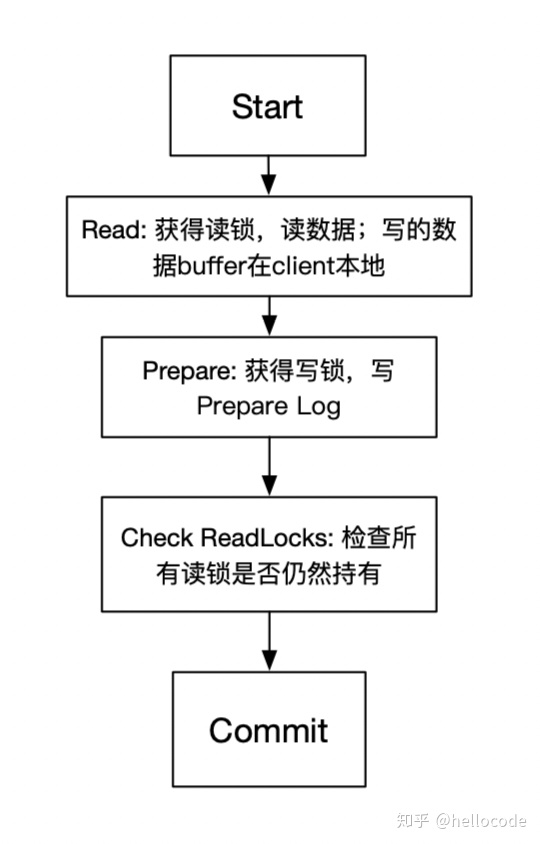 Start
Read: 获得读锁，读数据；写的数
据buffer在client本地
Prepare: 获得写锁，写
Prepare Log
Check ReadLocks: 检查所
有读锁是否仍然持有
Commit
知乎 @hellocode